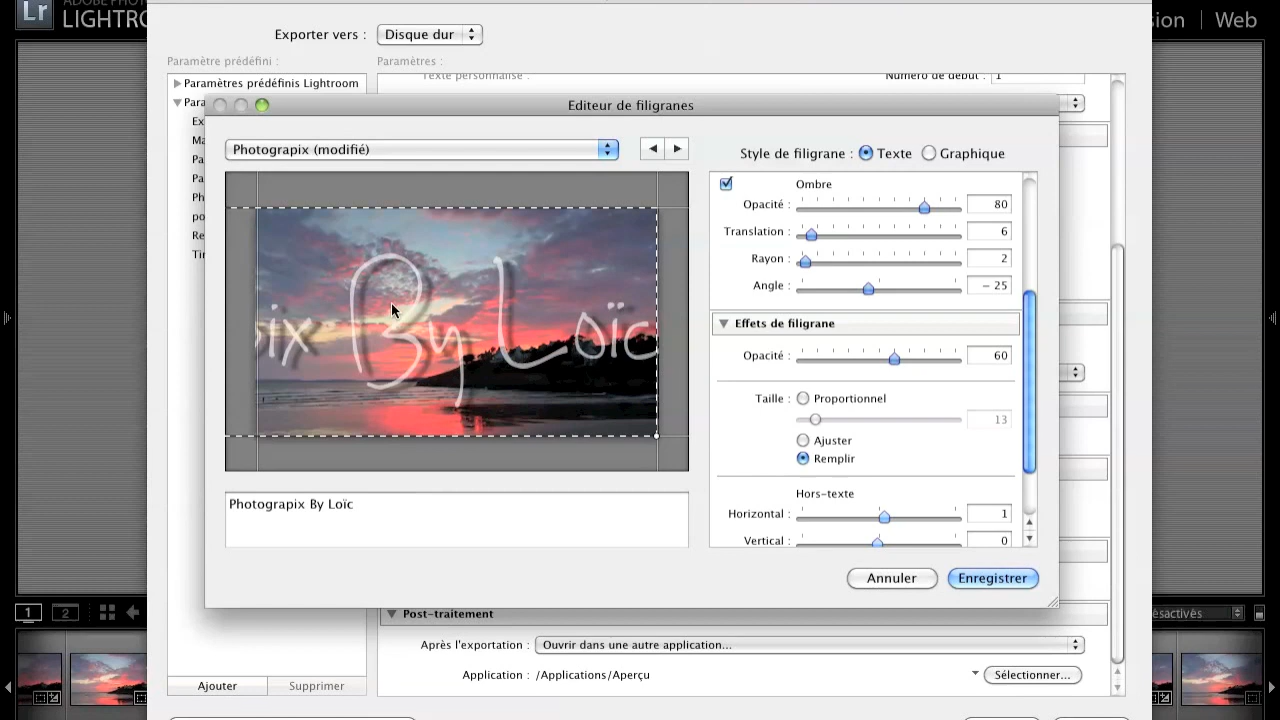 Lr
ADOBE PHO
LIGHTRO
sion | Web
Exporter vers : Disque dur
Paramètre prédéfini :
Paramètres :
Paramètres prédéfinis Lightroom
Texte personnalisé :
Numéro de début : 1
Para
Ex
Ma
Pa
Pa
Ph
po
Re
Tir
Editeur de filigranes
Photograpix (modifié)
Style de filigrane : Texte Graphique
pix By Loïc
Photograpix By Loïc
Ombre
Opacité : 80
Translation : 6
Rayon : 2
Angle : - 25
Effets de filigrane
Opacité : 60
Taille : Proportionnel
13
Ajuster
Remplir
Hors-texte
Horizontal : 1
Vertical : 0
Annuler
Enregistrer
1 2
ésactivés
Post-traitement
Après l'exportation : Ouvrir dans une autre application...
Application : /Applications/Aperçu
Sélectionner...
Ajouter
Supprimer